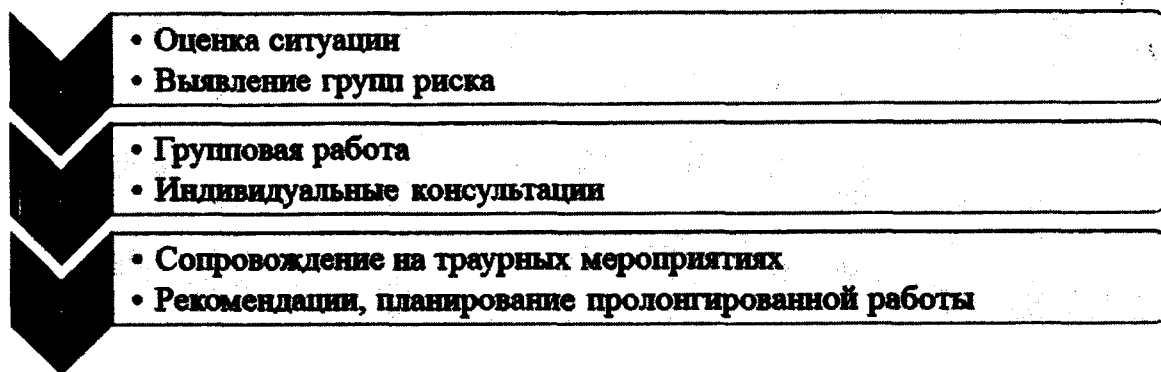 • Оценка ситуации
• Выявление групп риска
• Групповая работа
• Индивидуальные консультации
• Сопровождение на траурных мероприятиях
• Рекомендации, планирование пролонгированной работы